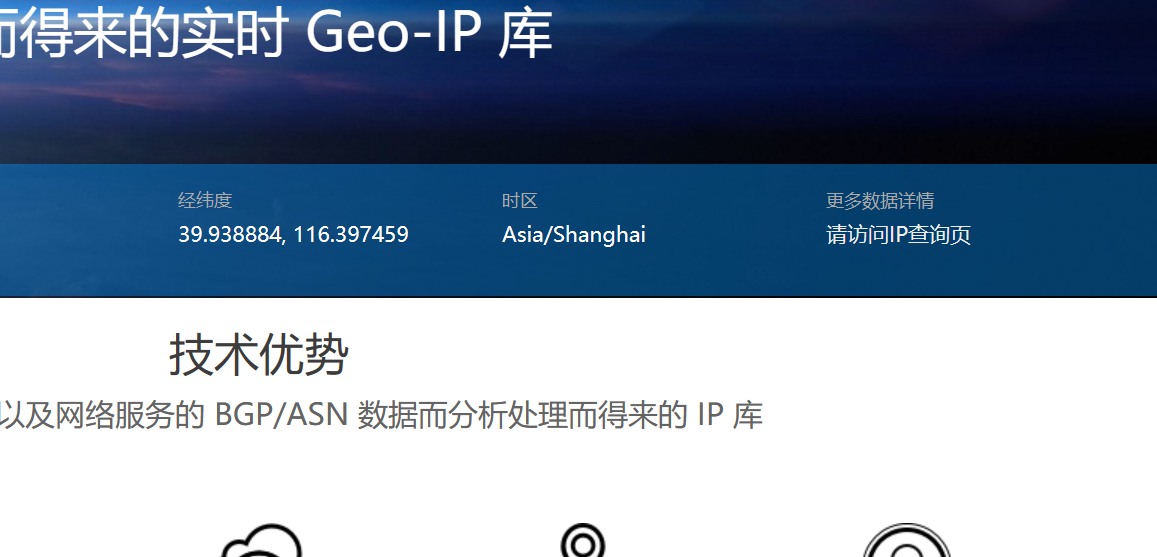 而得来的实时 Geo-IP 库
经纬度
39.938884, 116.397459
时区
Asia/Shanghai
更多数据详情
请访问IP查询页
技术优势
以及网络服务的 BGP/ASN 数据而分析处理而得来的 IP 库